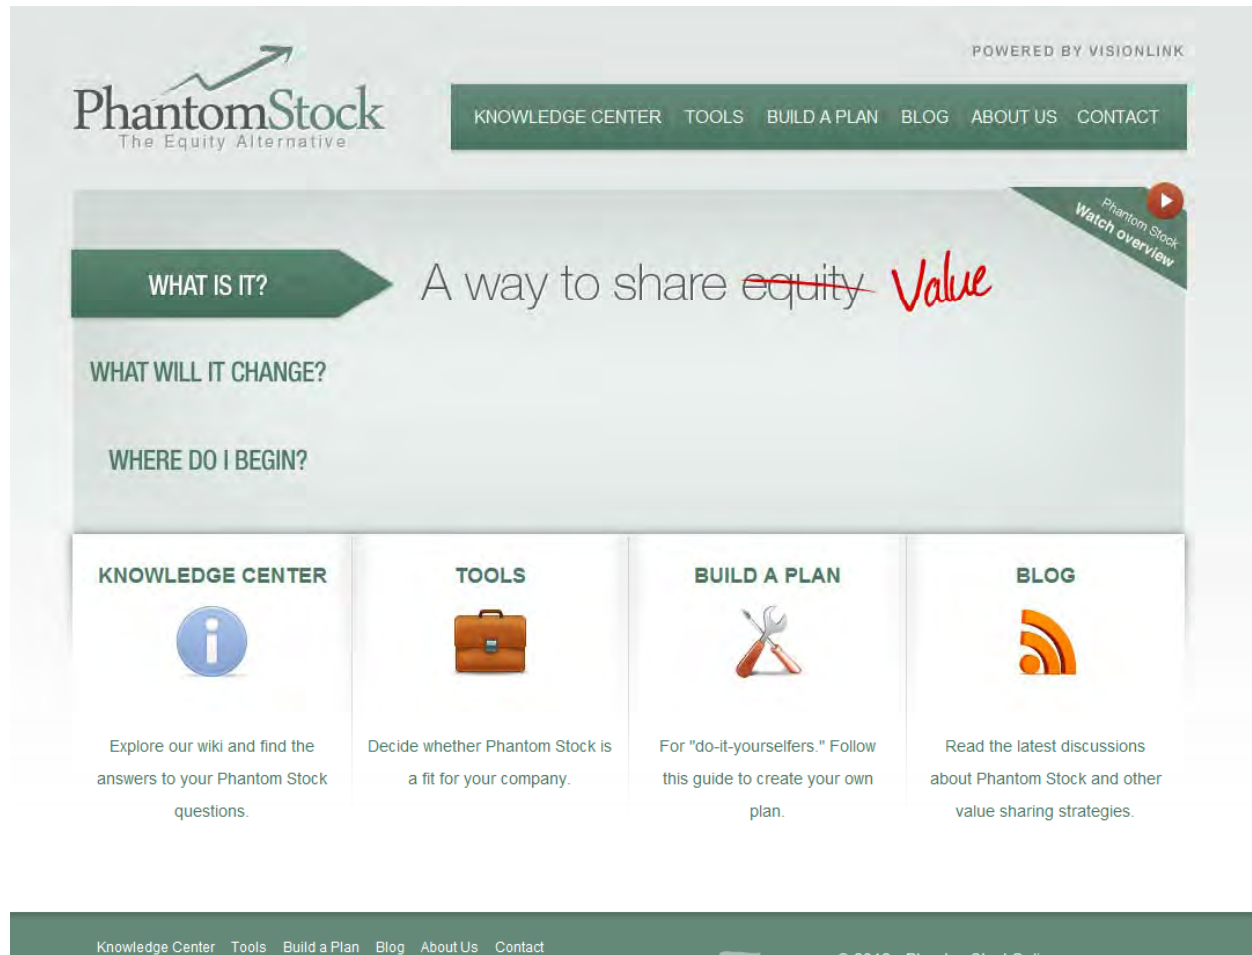 POWERED BY VISIONLINK
PhantomStock
The Equity Alternative
KNOWLEDGE CENTER TOOLS BUILD A PLAN BLOG ABOUT US CONTACT
Phantom Stock
Watch overview
WHAT IS IT?
A way to share equity Value
WHAT WILL IT CHANGE?
WHERE DO I BEGIN?
KNOWLEDGE CENTER
Explore our wiki and find the
answers to your Phantom Stock
questions.
TOOLS
Decide whether Phantom Stock is
a fit for your company.
BUILD A PLAN
For "do-it-yourselfers." Follow
this guide to create your own
plan.
BLOG
Read the latest discussions
about Phantom Stock and other
value sharing strategies.
Knowledge Center Tools Build a Plan Blog About Us Contact